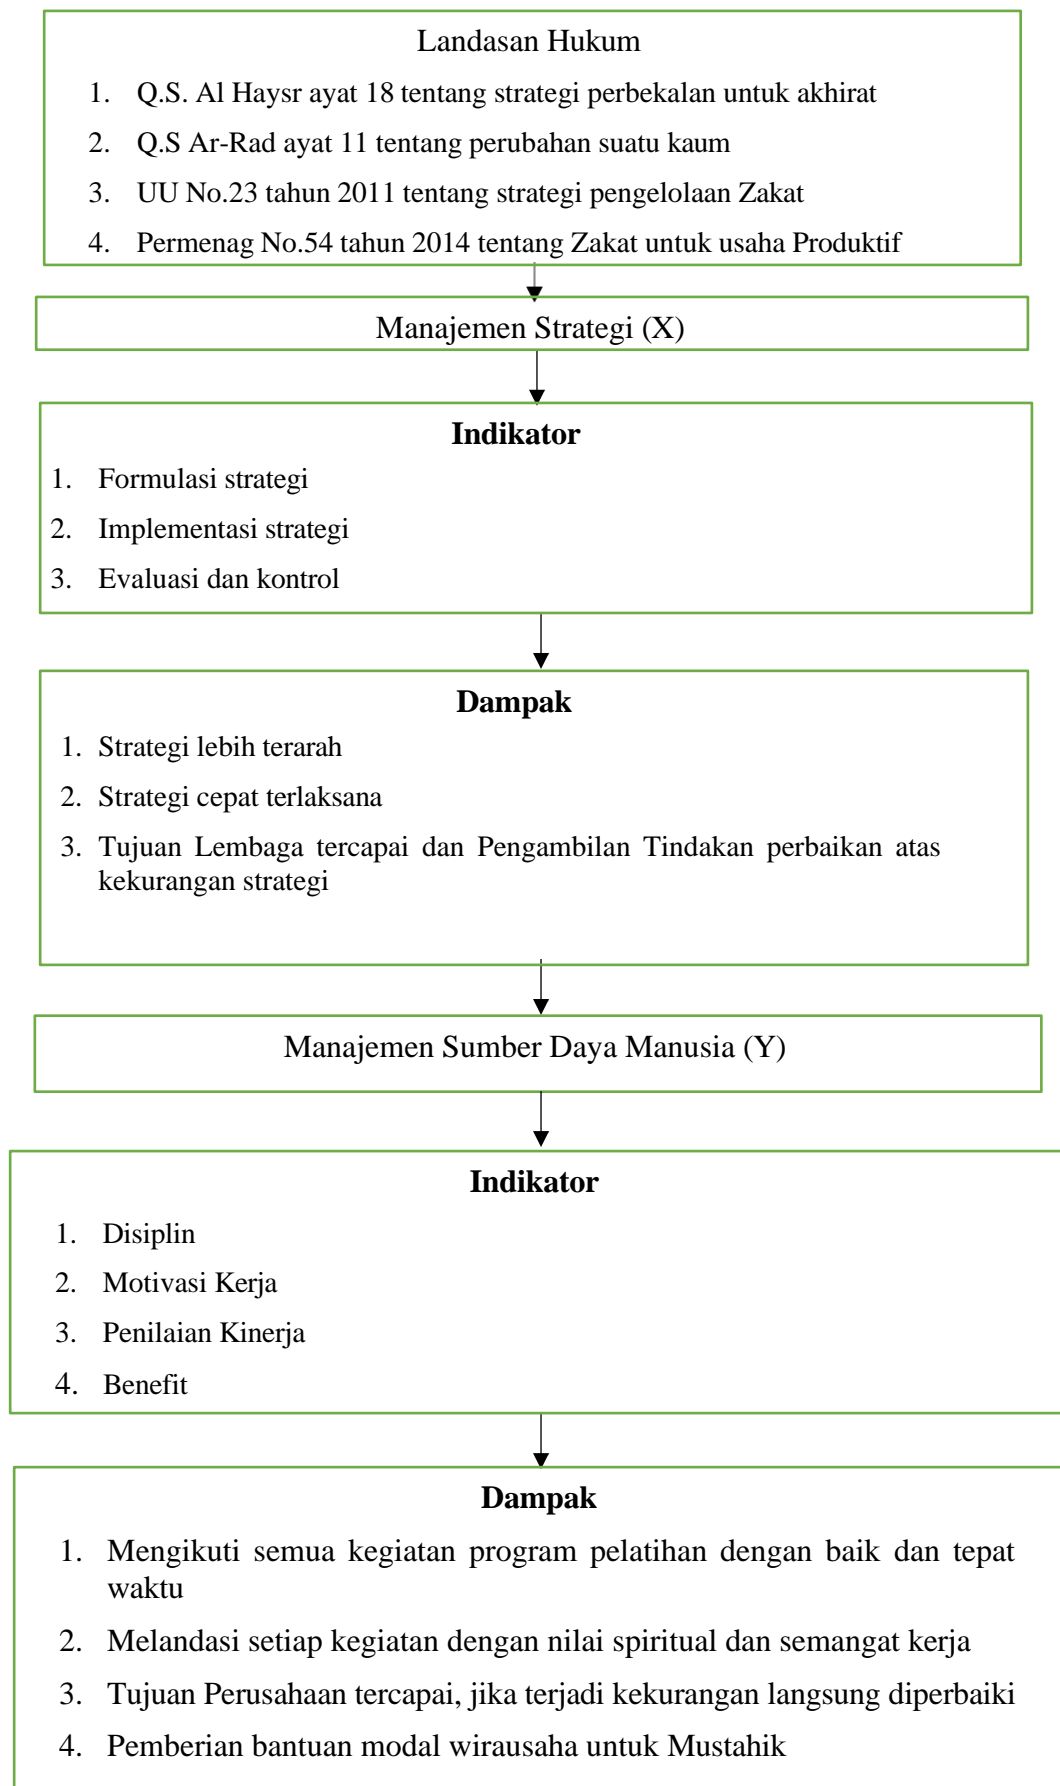 Landasan Hukum
1. Q.S. Al Haysr ayat 18 tentang strategi perbekalan untuk akhirat
2. Q.S Ar-Rad ayat 11 tentang perubahan suatu kaum
3. UU No.23 tahun 2011 tentang strategi pengelolaan Zakat
4. Permenag No.54 tahun 2014 tentang Zakat untuk usaha Produktif
Manajemen Strategi (X)
Indikator
1. Formulasi strategi
2. Implementasi strategi
3. Evaluasi dan kontrol
Dampak
1. Strategi lebih terarah
2. Strategi cepat terlaksana
3. Tujuan Lembaga tercapai dan Pengambilan Tindakan perbaikan atas
kekurangan strategi
Manajemen Sumber Daya Manusia (Y)
Indikator
1. Disiplin
2. Motivasi Kerja
3. Penilaian Kinerja
4. Benefit
Dampak
1. Mengikuti semua kegiatan program pelatihan dengan baik dan tepat
waktu
2. Melandasi setiap kegiatan dengan nilai spiritual dan semangat kerja
3. Tujuan Perusahaan tercapai, jika terjadi kekurangan langsung diperbaiki
4. Pemberian bantuan modal wirausaha untuk Mustahik